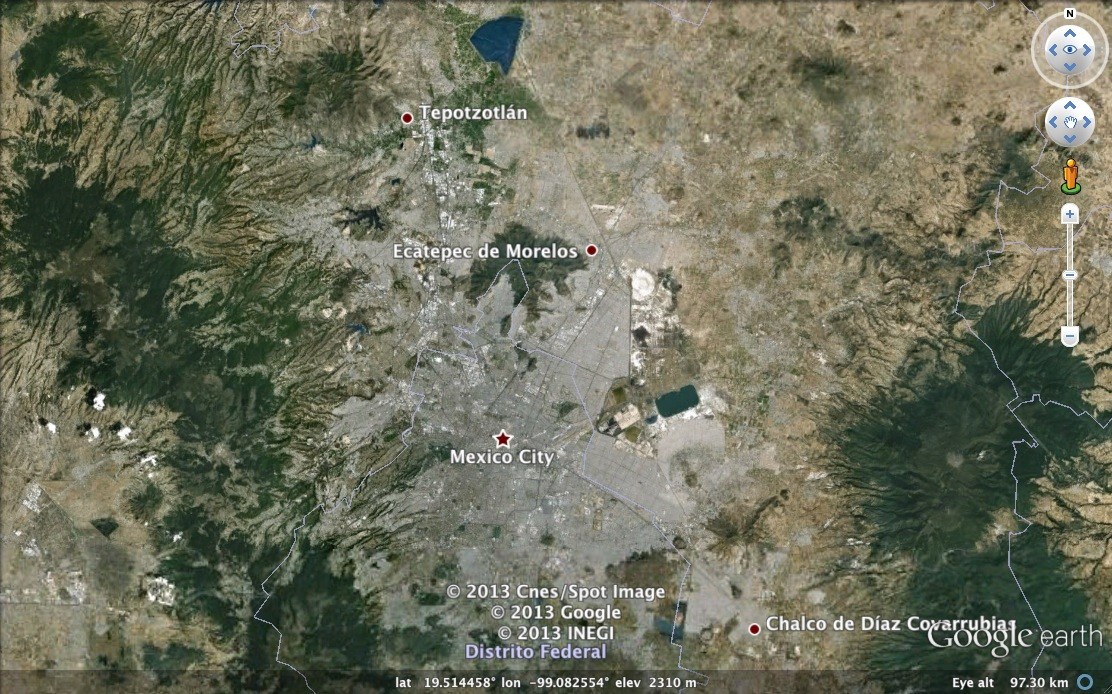 N
Tepotzotlán
Ecatepec de Morelos
Mexico City
© 2013 Cnes/Spot Image
© 2013 Google
© 2013 INEGI
Distrito Federal
Chalco de Díaz Covarrubias
Google earth
lat 19.514458° lon -99.082554° elev 2310 m
Eye alt 97.30 km